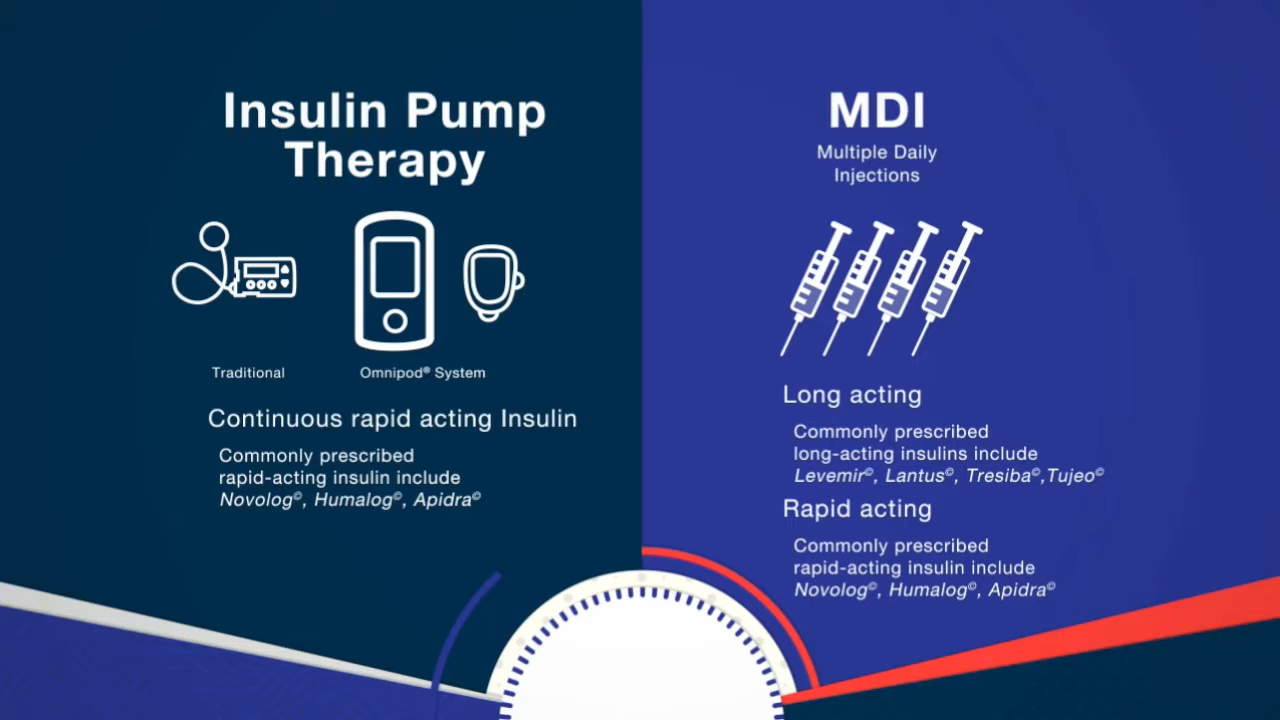 Insulin Pump
Therapy
Traditional
Omnipod® System
Continuous rapid acting Insulin
Commonly prescribed
rapid-acting insulin include
Novolog©, Humalog©, Apidra©
MDI
Multiple Daily
Injections
Long acting
Commonly prescribed
long-acting insulins include
Levemir©, Lantus©, Tresiba©,Tujeo©
Rapid acting
Commonly prescribed
rapid-acting insulin include
Novolog©, Humalog©, Apidra©